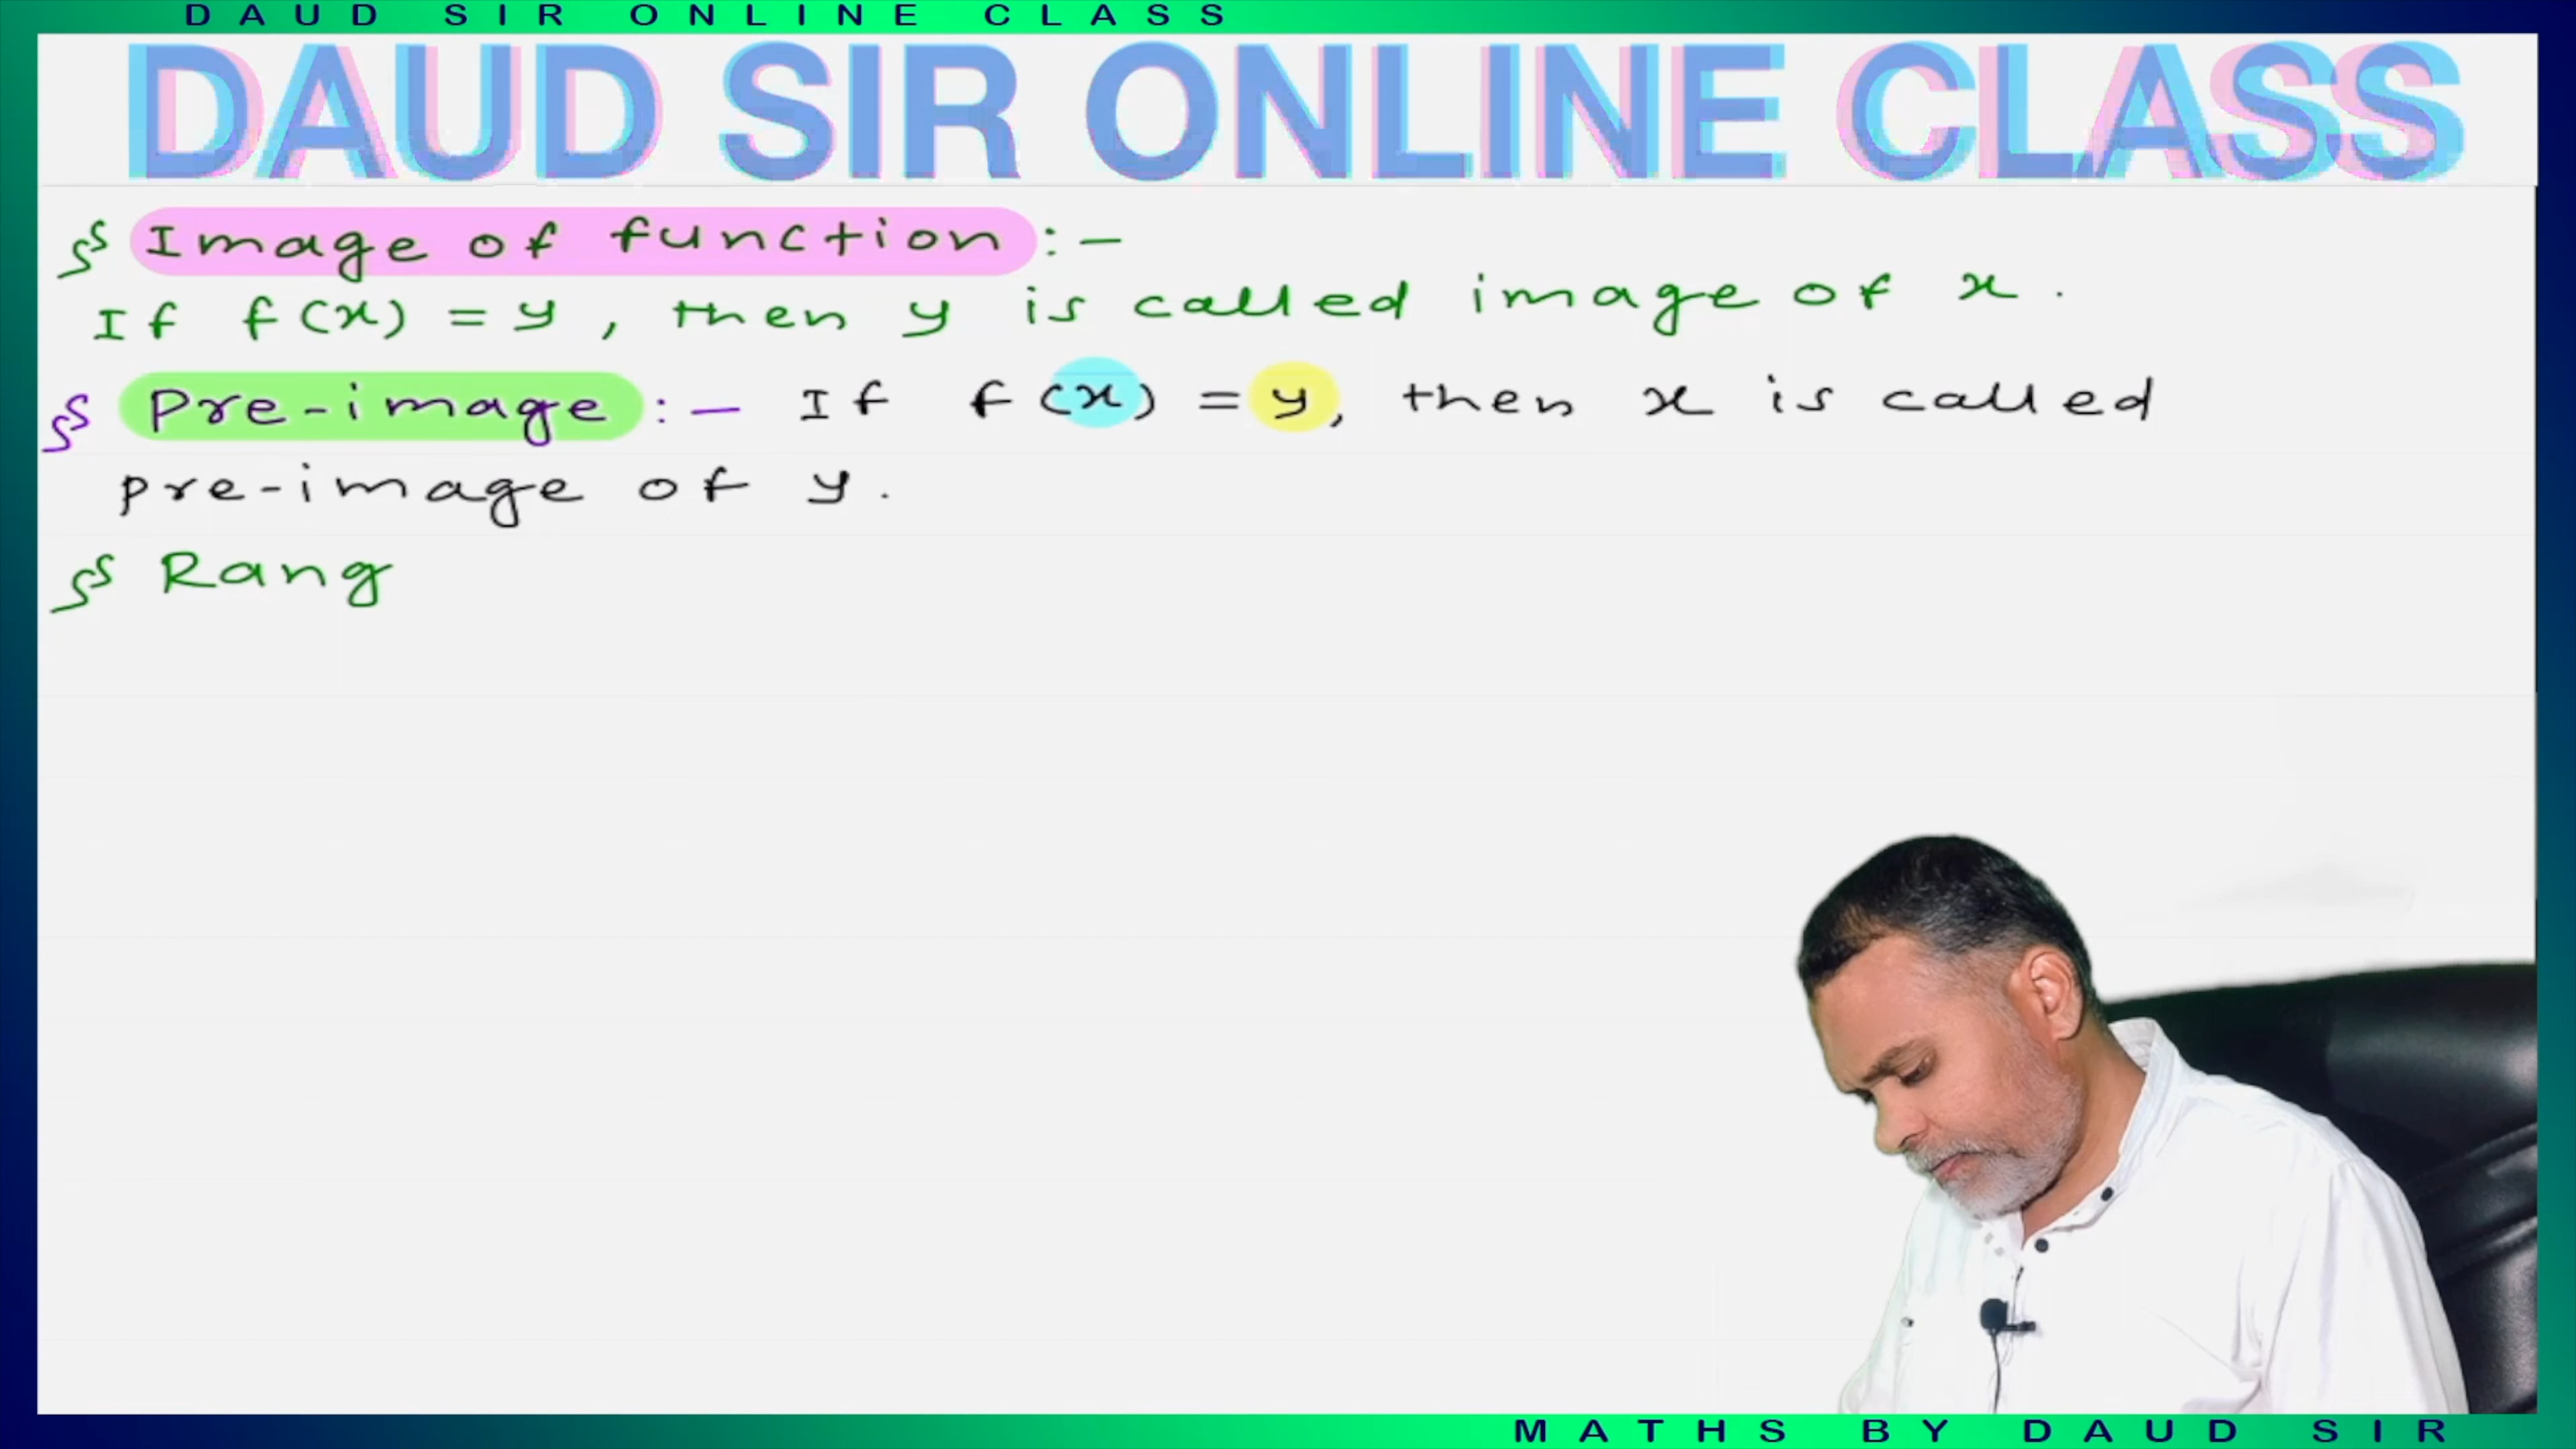 DAUD SIR ONLINE CLASS
DAUD SIR ONLINE CLASS
§ Image of function :-
If f(x) = y, then y is called image of x.
§ Pre-image :- If f(x) = y, then x is called
pre-image of y.
§ Rang
MATHS BY DAUD SIR